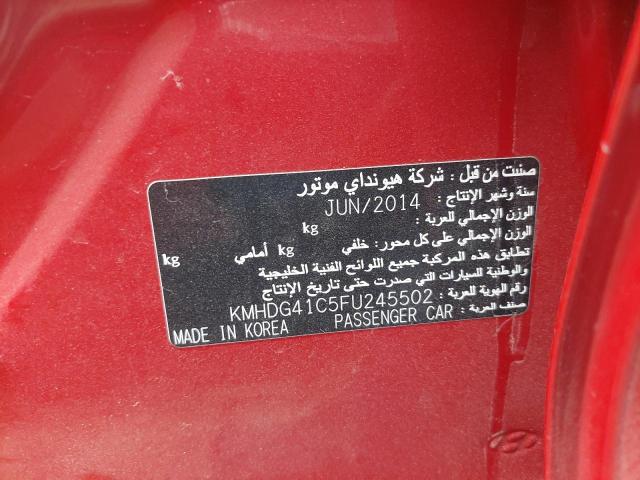 صنعت من قبل : شركة هيونداي موتور
سنة وشهر الإنتاج : JUN/2014
الوزن الإجمالي للعربة : kg
الوزن الإجمالي على كل محور: خلفي kg أمامي kg
تطابق هذه المركبة جميع اللوائح الفنية الخليجية
والوطنية السيارات التي صدرت حتى تاريخ الإنتاج
رقم الهوية للعربة : KMHDG41C5FU245502
صنف العربة : PASSENGER CAR MADE IN KOREA